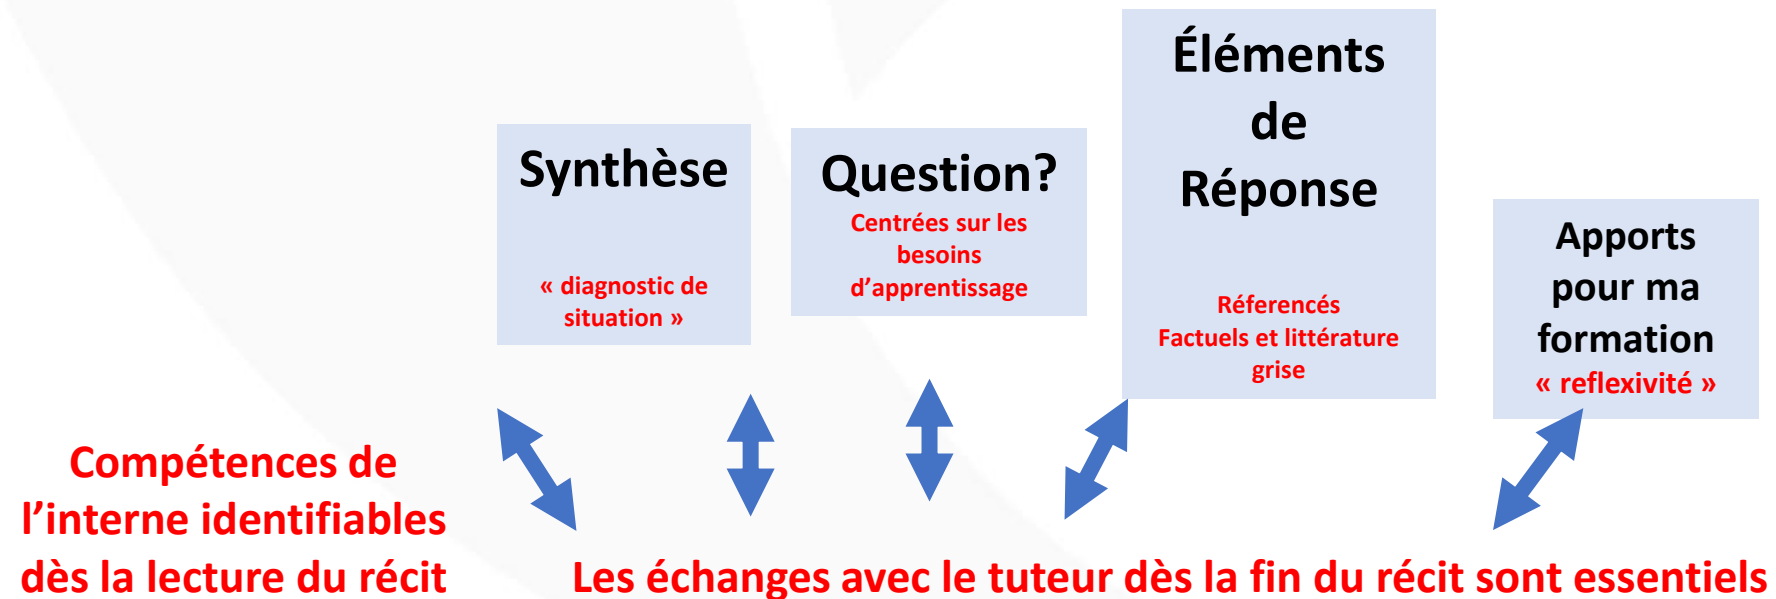 Synthèse
« diagnostic de
situation »
Question?
Centrées sur les
besoins
d’apprentissage
Éléments
de
Réponse
Réferencés
Factuels et littérature
grise
Apports
pour ma
formation
« reflexivité »
Compétences de
l’interne identifiables
dès la lecture du récit
Les échanges avec le tuteur dès la fin du récit sont essentiels